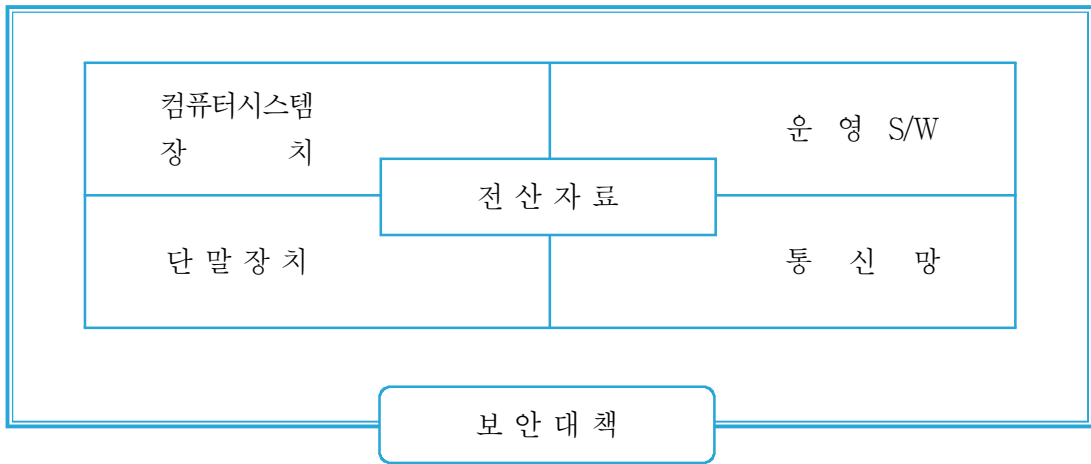 컴퓨터시스템
장 치
운 영 S/W
전 산 자 료
단 말 장 치
통 신 망
보 안 대 책